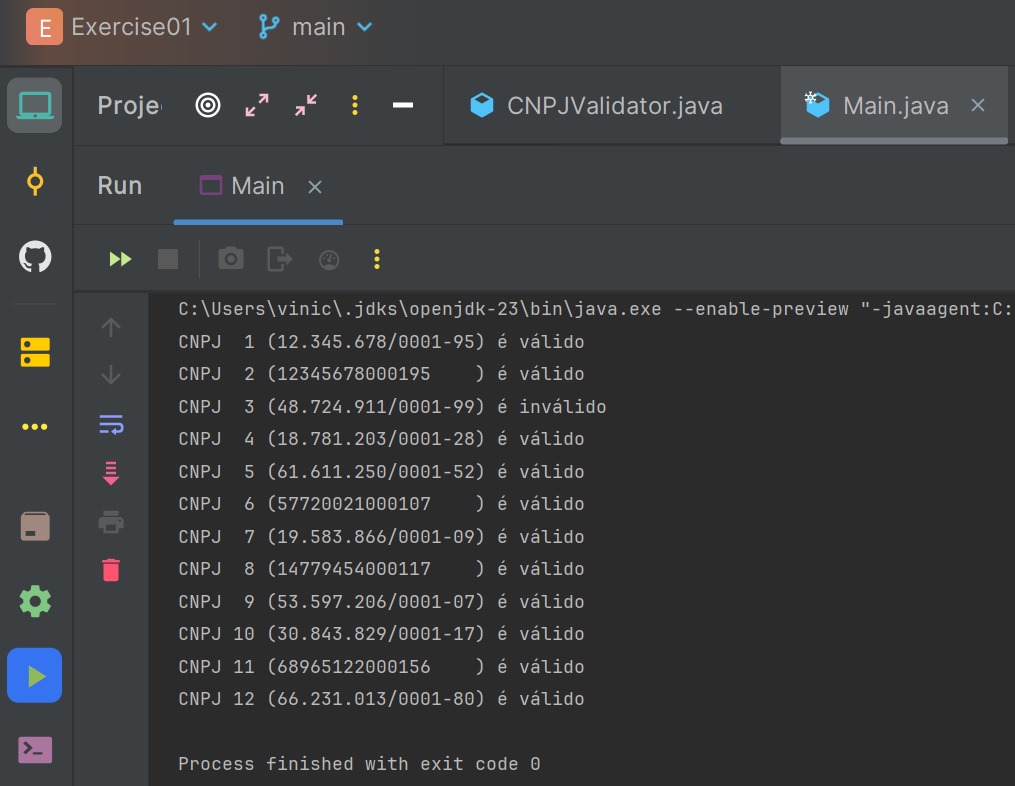 E Exercise01 main
Proje CNPJValidator.java Main.java
Run Main
C:\Users\vinic\.jdks\openjdk-23\bin\java.exe --enable-preview "-javaagent:C:
CNPJ  1 (12.345.678/0001-95) é válido
CNPJ  2 (12345678000195    ) é válido
CNPJ  3 (48.724.911/0001-99) é inválido
CNPJ  4 (18.781.203/0001-28) é válido
CNPJ  5 (61.611.250/0001-52) é válido
CNPJ  6 (57720021000107    ) é válido
CNPJ  7 (19.583.866/0001-09) é válido
CNPJ  8 (14779454000117    ) é válido
CNPJ  9 (53.597.206/0001-07) é válido
CNPJ 10 (30.843.829/0001-17) é válido
CNPJ 11 (68965122000156    ) é válido
CNPJ 12 (66.231.013/0001-80) é válido
Process finished with exit code 0